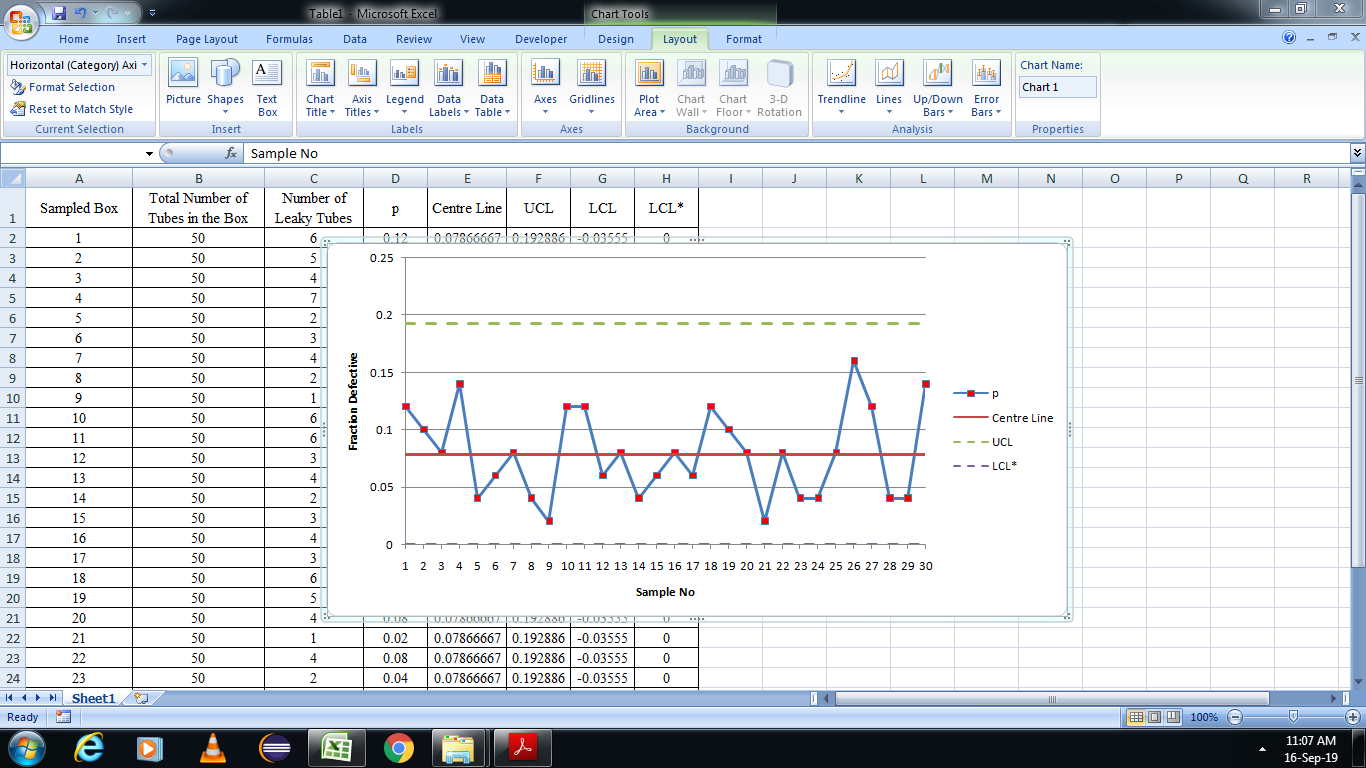 Table1 - Microsoft Excel
Chart Tools
Home Insert Page Layout Formulas Data Review View Developer Design Layout Format
Horizontal (Category) Axi
Format Selection
Reset to Match Style
Current Selection
Picture Shapes Text Box
Insert
Chart Title Axis Titles Legend Data Labels Data Table
Labels
Axes Gridlines
Axes
Plot Area Chart Wall Chart Floor 3-D Rotation
Background
Trendline Lines Up/Down Bars Error Bars
Analysis
Chart Name:
Chart 1
Properties
fx Sample No
A B C D E F G H I J K L M N O P Q R
1 Sampled Box Total Number of Tubes in the Box Number of Leaky Tubes p Centre Line UCL LCL LCL*
2 1 50 6 0.12 0.07866667 0.192886 -0.03555 0
3 2 50 5
4 3 50 4
5 4 50 7
6 5 50 2
7 6 50 3
8 7 50 4
9 8 50 2
10 9 50 1
11 10 50 6
12 11 50 6
13 12 50 3
14 13 50 4
15 14 50 2
16 15 50 3
17 16 50 4
18 17 50 3
19 18 50 6
20 19 50 5
21 20 50 4 0.08 0.07866667 0.192886 -0.03555 0
22 21 50 1 0.02 0.07866667 0.192886 -0.03555 0
23 22 50 4 0.08 0.07866667 0.192886 -0.03555 0
24 23 50 2 0.04 0.07866667 0.192886 -0.03555 0
0.25
0.2
0.15
0.1
0.05
0
Fraction Defective
1 2 3 4 5 6 7 8 9 10 11 12 13 14 15 16 17 18 19 20 21 22 23 24 25 26 27 28 29 30
Sample No
p
Centre Line
UCL
LCL*
Sheet1
Ready
100%
11:07 AM
16-Sep-19